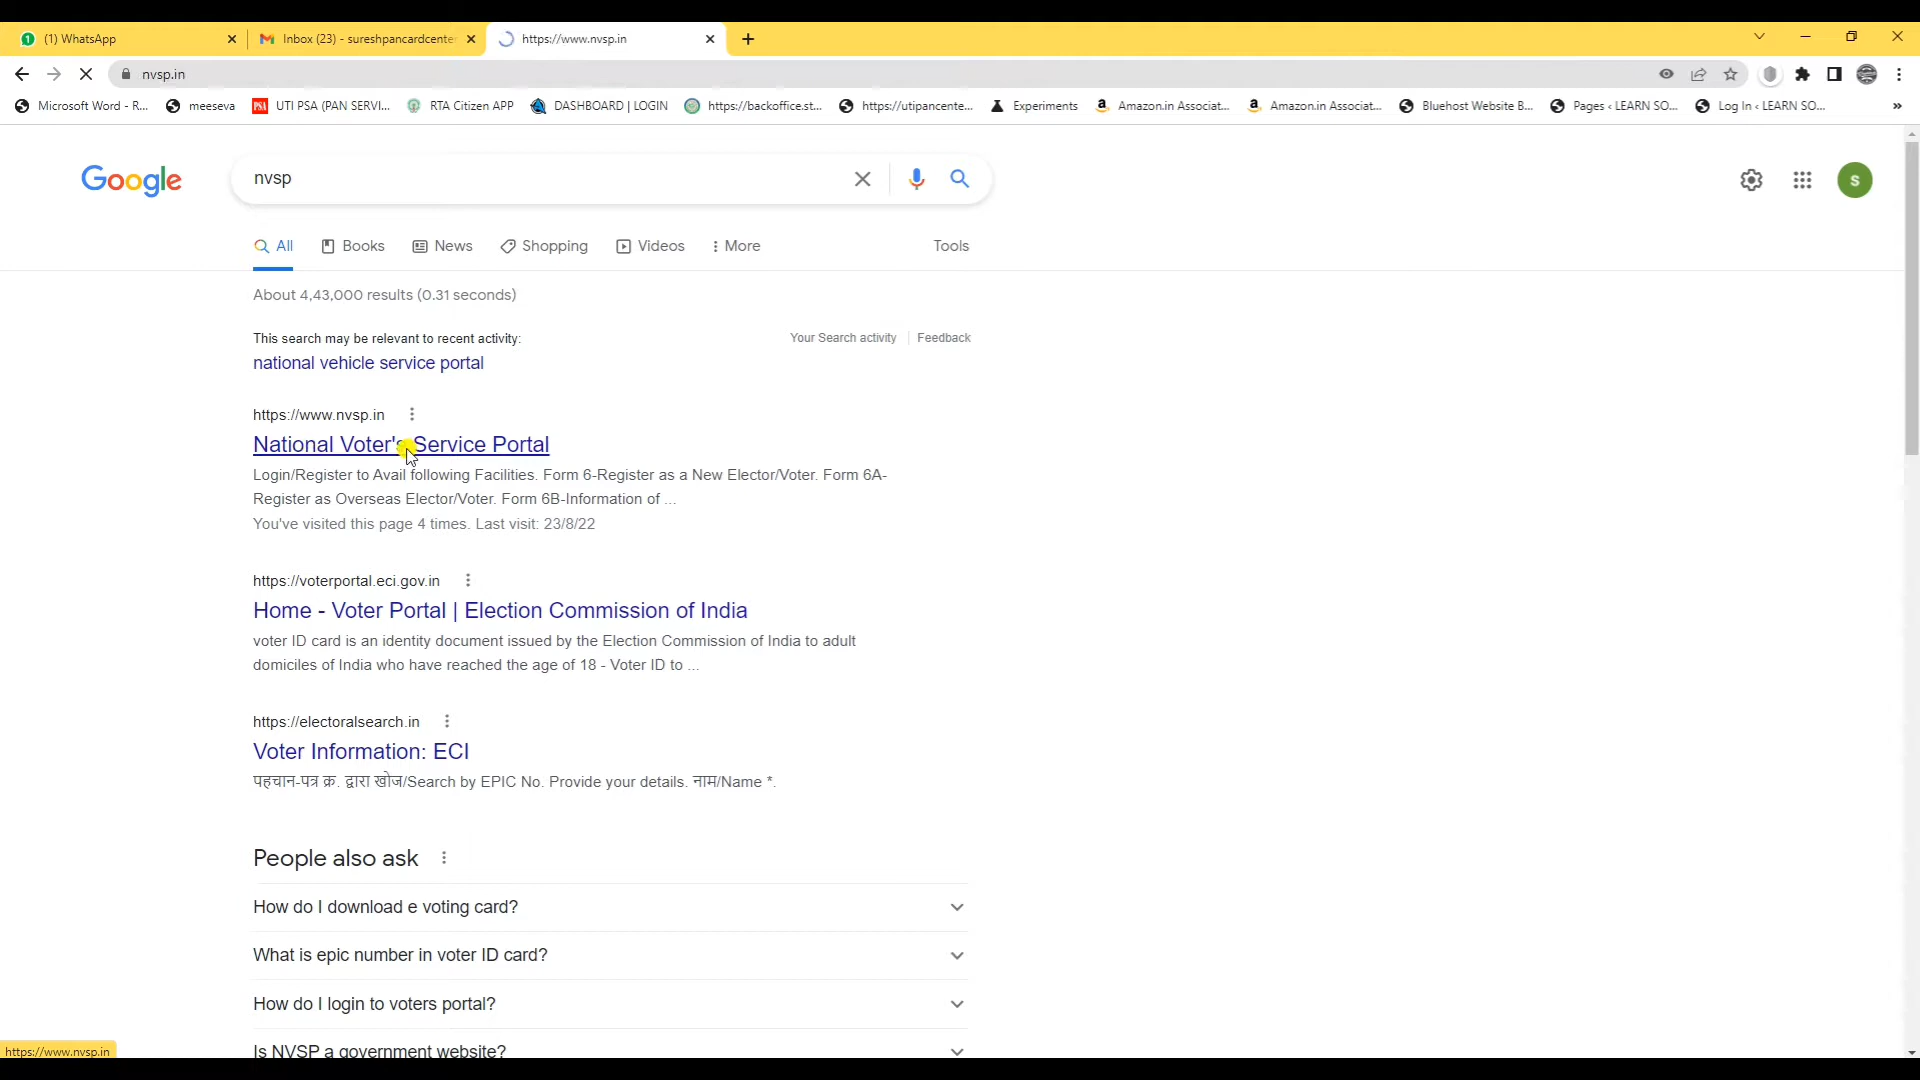 1 (1) WhatsApp
Inbox (23) - sureshpancardcenter
https://www.nvsp.in
nvsp.in
Microsoft Word - R...
meeseva
PSA UTI PSA (PAN SERVI...
RTA Citizen APP
DASHBOARD | LOGIN
https://backoffice.st...
https://utipancente...
Experiments
Amazon.in Associat...
Amazon.in Associat...
Bluehost Website B...
Pages ‹ LEARN SO...
Log In ‹ LEARN SO...
»
Google
nvsp
S
All
Books
News
Shopping
Videos
More
Tools
About 4,43,000 results (0.31 seconds)
This search may be relevant to recent activity:
Your Search activity
Feedback
national vehicle service portal
https://www.nvsp.in
National Voter's Service Portal
Login/Register to Avail following Facilities. Form 6-Register as a New Elector/Voter. Form 6A-
Register as Overseas Elector/Voter. Form 6B-Information of ...
You've visited this page 4 times. Last visit: 23/8/22
https://voterportal.eci.gov.in
Home - Voter Portal | Election Commission of India
voter ID card is an identity document issued by the Election Commission of India to adult
domiciles of India who have reached the age of 18 - Voter ID to ...
https://electoralsearch.in
Voter Information: ECI
पहचान-पत्र क्र. द्वारा खोज/Search by EPIC No. Provide your details. नाम/Name *.
People also ask
How do I download e voting card?
What is epic number in voter ID card?
How do I login to voters portal?
Is NVSP a government website?
https://www.nvsp.in